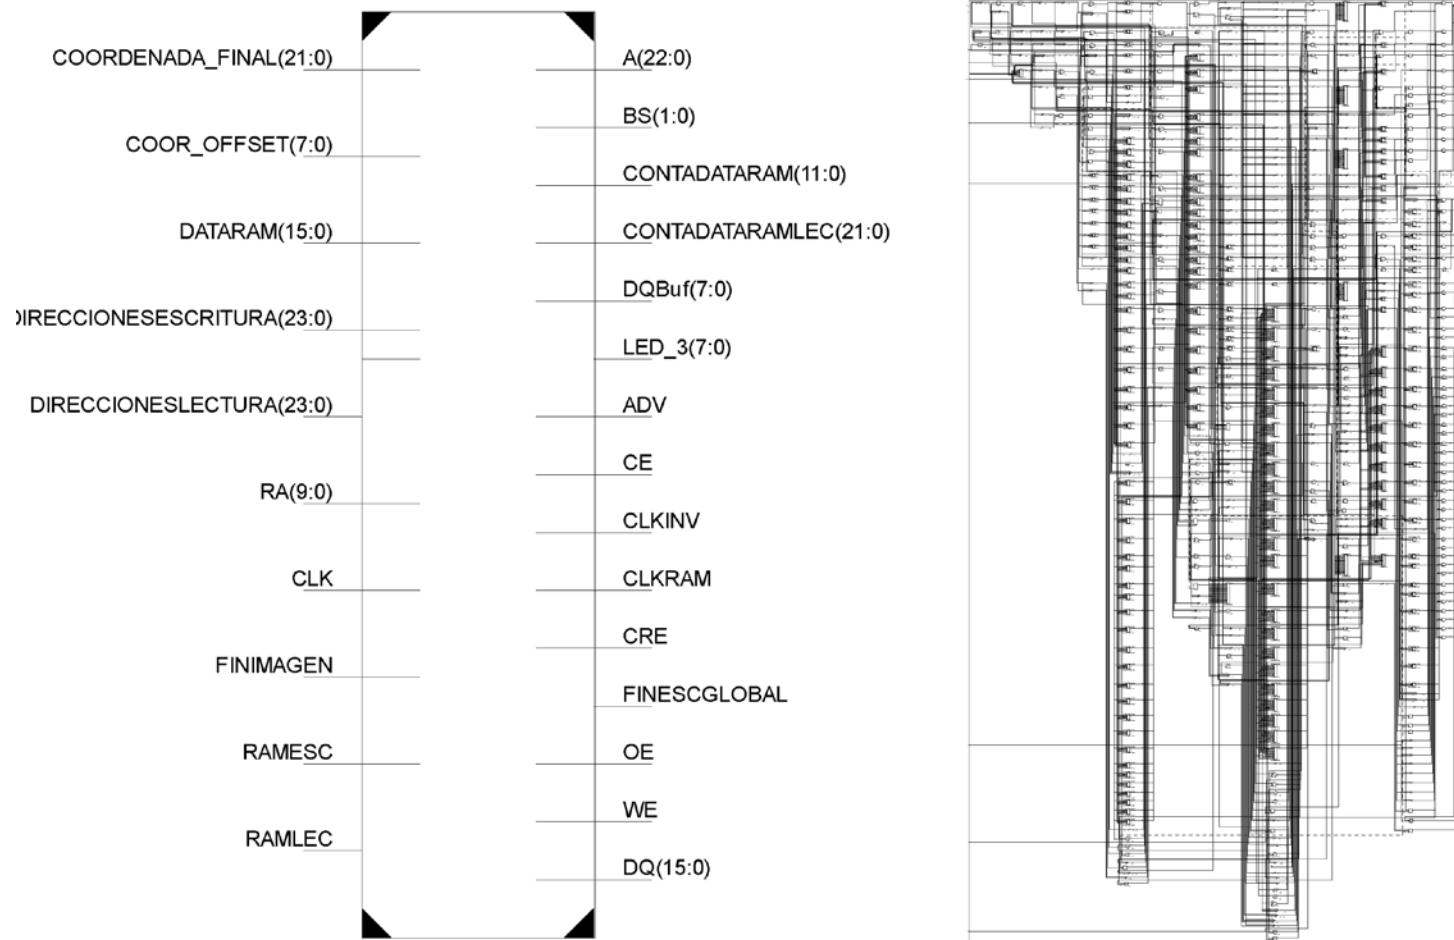 COORDENADA_FINAL(21:0)
COOR_OFFSET(7:0)
DATARAM(15:0)
DIRECCIONESESCRITURA(23:0)
DIRECCIONESLECTURA(23:0)
RA(9:0)
CLK
FINIMAGEN
RAMESC
RAMLEC
A(22:0)
BS(1:0)
CONTADATARAM(11:0)
CONTADATARAMLEC(21:0)
DQBuf(7:0)
LED_3(7:0)
ADV
CE
CLKINV
CLKRAM
CRE
FINESCGLOBAL
OE
WE
DQ(15:0)